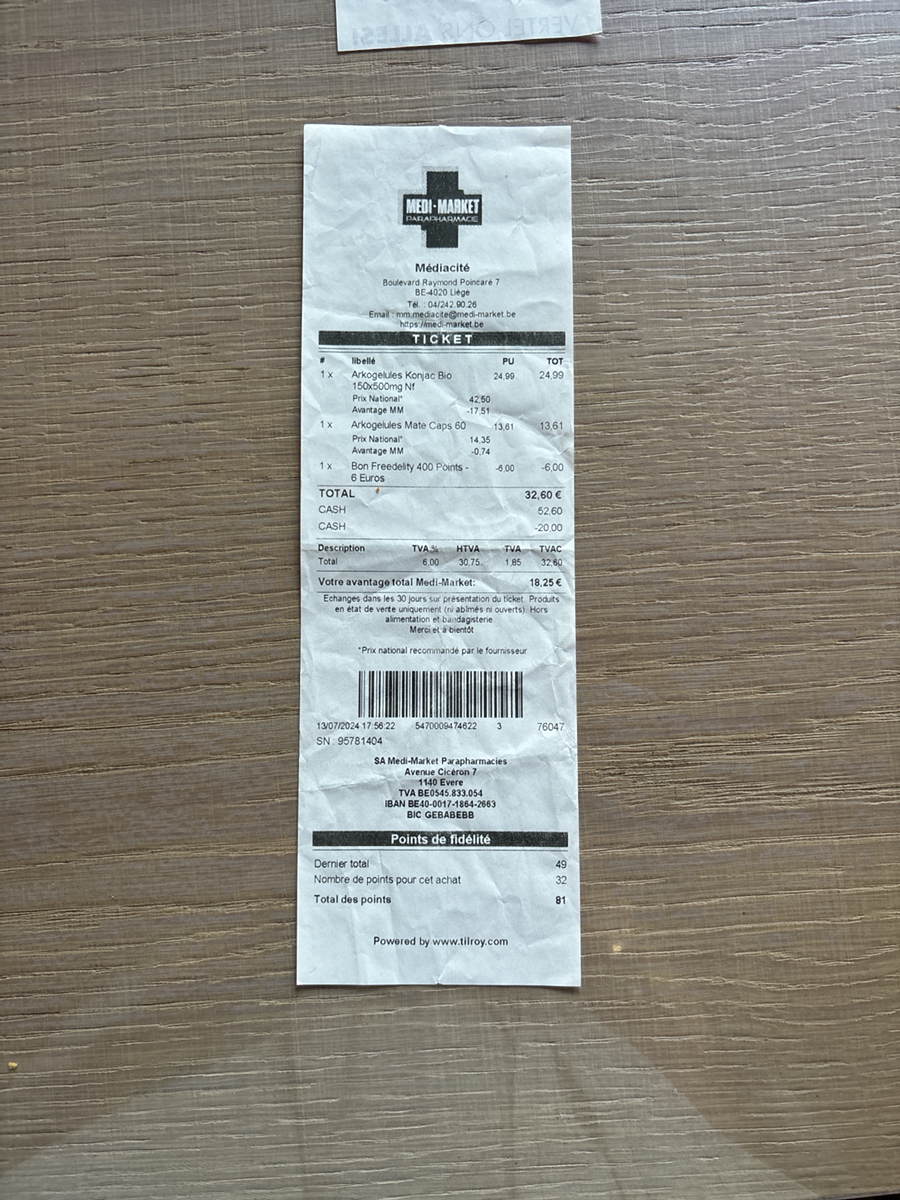 VERTEL ONS ALLES!
MEDI-MARKET
PARAPHARMACIE
Médiacité
Boulevard Raymond Poincaré 7
BE-4020 Liège
Tél. : 04/242.90.26
Email : mm.mediacite@medi-market.be
https://medi-market.be
TICKET
# libellé PU TOT
1 x Arkogelules Konjac Bio 24,99 24,99
150x500mg Nf
Prix National* 42,50
Avantage MM -17,51
1 x Arkogelules Mate Caps 60 13,61 13,61
Prix National* 14,35
Avantage MM -0,74
1 x Bon Freedelity 400 Points - -6,00 -6,00
6 Euros
TOTAL 32,60 €
CASH 52,60
CASH -20,00
Description TVA % HTVA TVA TVAC
Total 6,00 30,75 1,85 32,60
Votre avantage total Medi-Market: 18,25 €
Echanges dans les 30 jours sur présentation du ticket. Produits
en état de vente uniquement (ni abîmés ni ouverts). Hors
alimentation et bandagisterie.
Merci et à bientôt
*Prix national recommandé par le fournisseur
13/07/2024 17:56:22 5470009474622 3 76047
SN : 95781404
SA Medi-Market Parapharmacies
Avenue Cicéron 7
1140 Evere
TVA BE0545.833.054
IBAN BE40-0017-1864-2663
BIC GEBABEBB
Points de fidélité
Dernier total 49
Nombre de points pour cet achat 32
Total des points 81
Powered by www.tilroy.com